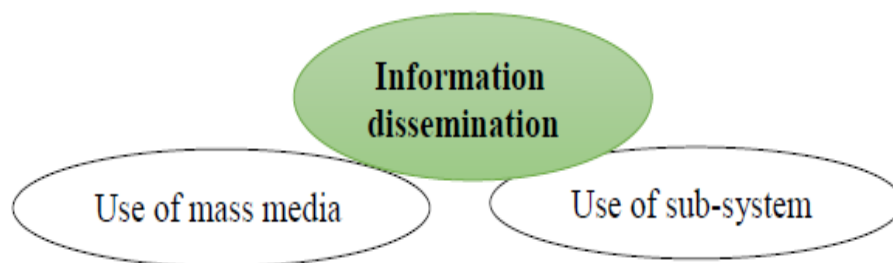 Information
dissemination
Use of mass media
Use of sub-system